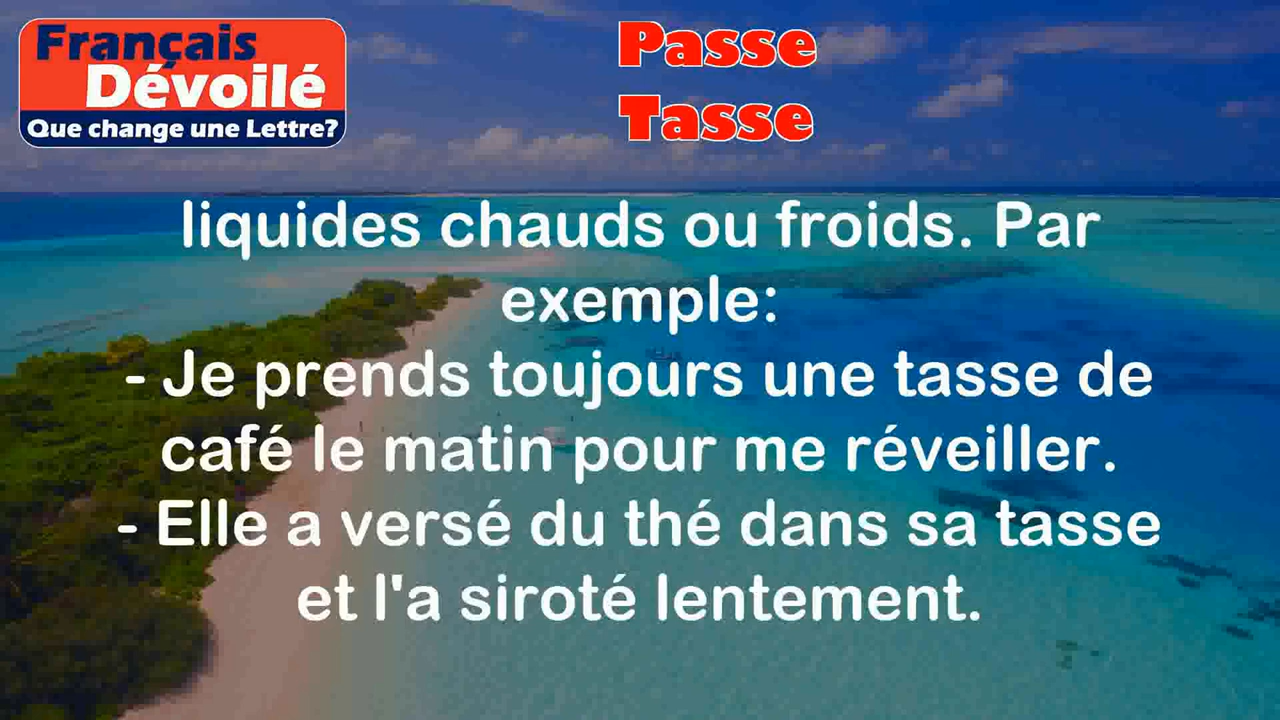 Français
Dévoilé
Que change une Lettre?
Passe
Tasse
liquides chauds ou froids. Par
exemple:
- Je prends toujours une tasse de
café le matin pour me réveiller.
- Elle a versé du thé dans sa tasse
et l'a siroté lentement.